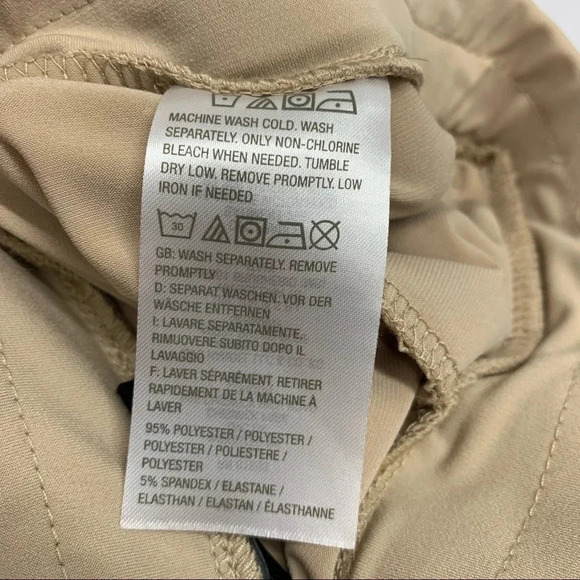 MACHINE WASH COLD. WASH
SEPARATELY. ONLY NON-CHLORINE
BLEACH WHEN NEEDED. TUMBLE
DRY LOW. REMOVE PROMPTLY. LOW
IRON IF NEEDED
30
GB: WASH SEPARATELY. REMOVE
PROMPTLY
D: SEPARAT WASCHEN. VOR DER
WÄSCHE ENTFERNEN
I: LAVARE SEPARATAMENTE.
RIMUOVERE SUBITO DOPO IL
LAVAGGIO
F: LAVER SÉPARÉMENT. RETIRER
RAPIDEMENT DE LA MACHINE À
LAVER
95% POLYESTER / POLYESTER /
POLYESTER / POLIESTERE /
POLYESTER
5% SPANDEX / ELASTANE /
ELASTHAN / ELASTAN / ÉLASTHANNE